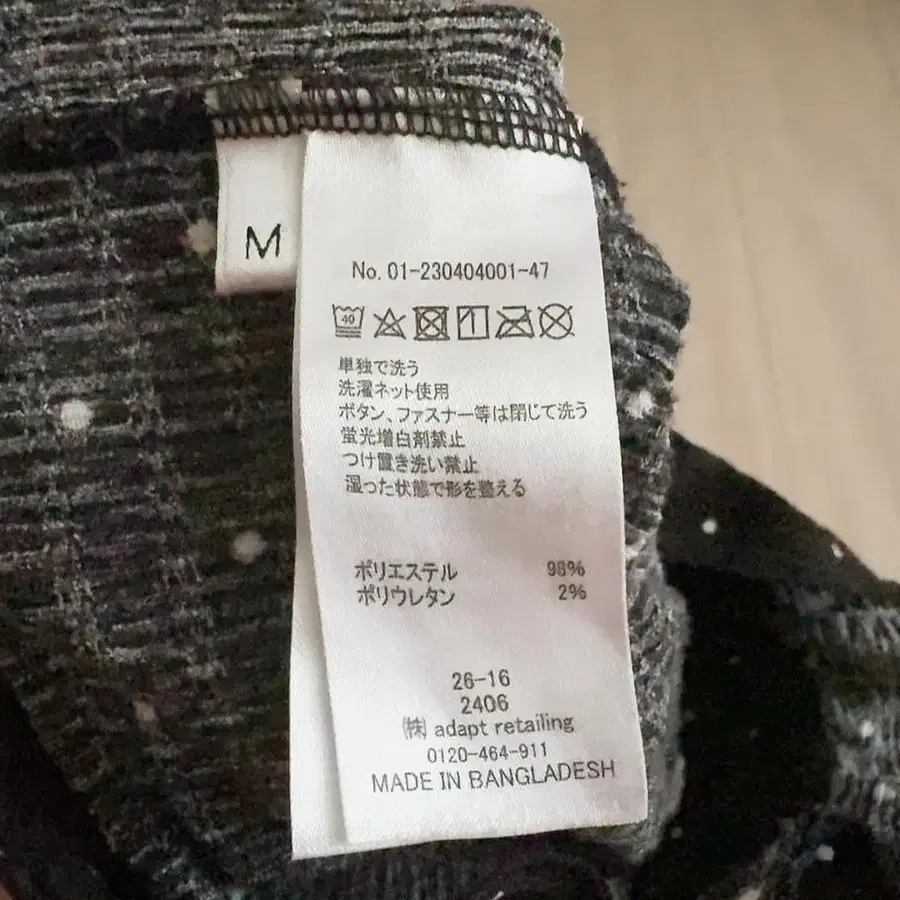 M
No. 01-230404001-47
40
単独で洗う
洗濯ネット使用
ボタン、ファスナー等は閉じて洗う
蛍光増白剤禁止
つけ置き洗い禁止
湿った状態で形を整える
ポリエステル 98%
ポリウレタン 2%
26-16
2406
㈱ adapt retailing
0120-464-911
MADE IN BANGLADESH